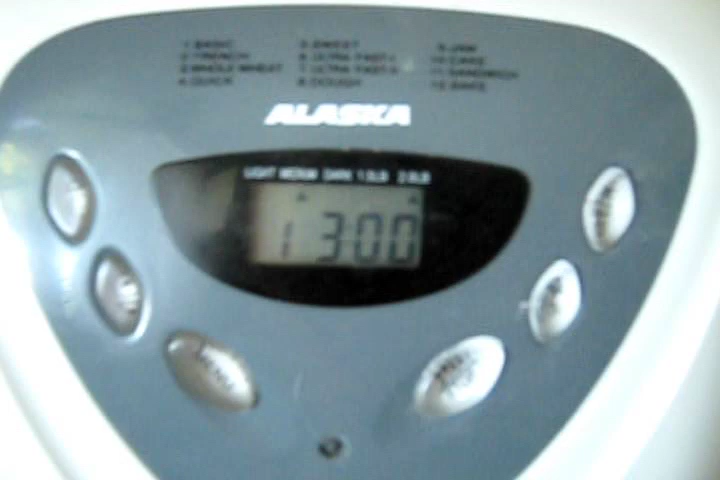 1 BASIC 5 SWEET 9 JAM
2 FRENCH 6 ULTRA FAST-I 10 CAKE
3 WHOLE WHEAT 7 ULTRA FAST-II 11 SANDWICH
4 QUICK 8 DOUGH 12 BAKE
ALASKA
LIGHT MEDIUM DARK 1.5LB 2.0LB
1 3:00
MENU